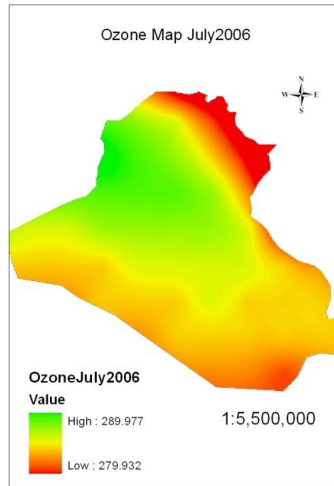 Ozone Map July2006
N
W E
S
OzoneJuly2006
Value
High : 289.977
1:5,500,000
Low : 279.932